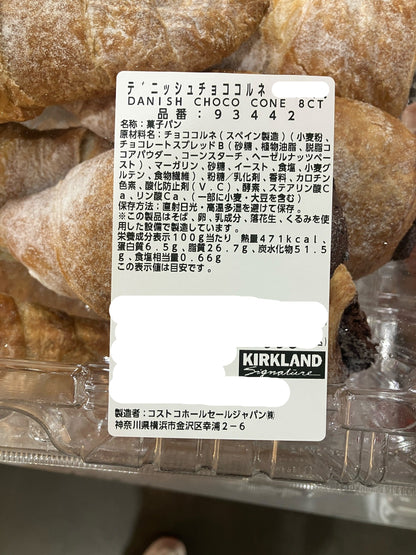 デニッシュチョココルネ
DANISH CHOCO CONE 8CT
品番:93442
名称:菓子パン
原材料名:チョココルネ(スペイン製造)(小麦粉、
チョコレートスプレッドB(砂糖、植物油脂、脱脂コ
コアパウダー、コーンスターチ、ヘーゼルナッツペー
スト)、マーガリン、砂糖、イースト、食塩、小麦グ
ルテン、食物繊維)、粉糖/乳化剤、香料、カロチン
色素、酸化防止剤(V.C)、酵素、ステアリン酸C
a、リン酸Ca、(一部に小麦・大豆を含む)
保存方法:直射日光・高温多湿を避けて保存。
※この製品はそば、卵、乳成分、落花生、くるみを使
用した設備で製造しています。
栄養成分表示100g当たり 熱量471kcal、
蛋白質6.5g、脂質26.7g、炭水化物51.5
g、食塩相当量0.66g
この表示値は目安です。
KIRKLAND
Signature
製造者:コストコホールセールジャパン㈱
神奈川県横浜市金沢区幸浦2-6